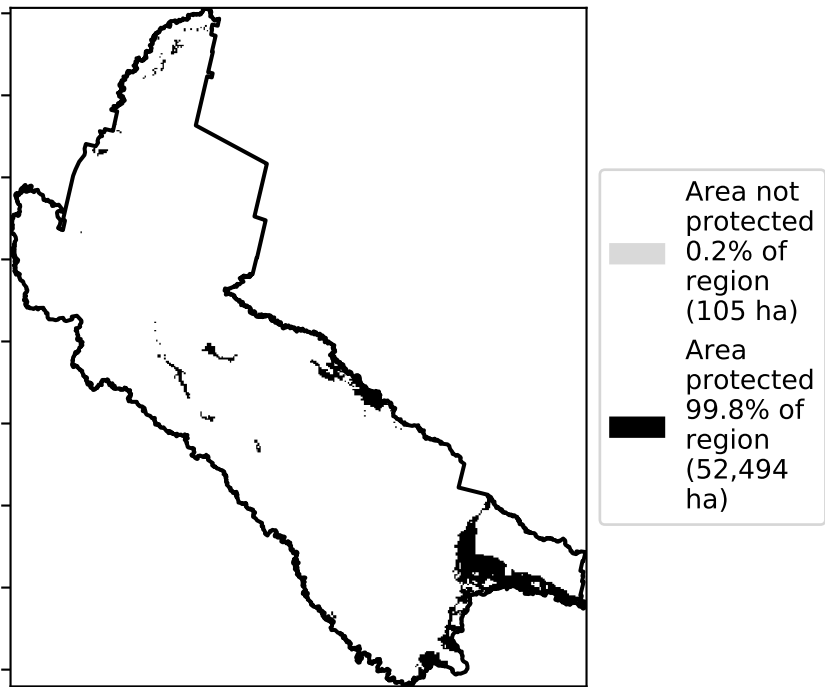 Area not
protected
0.2% of
region
(105 ha)
Area
protected
99.8% of
region
(52,494
ha)